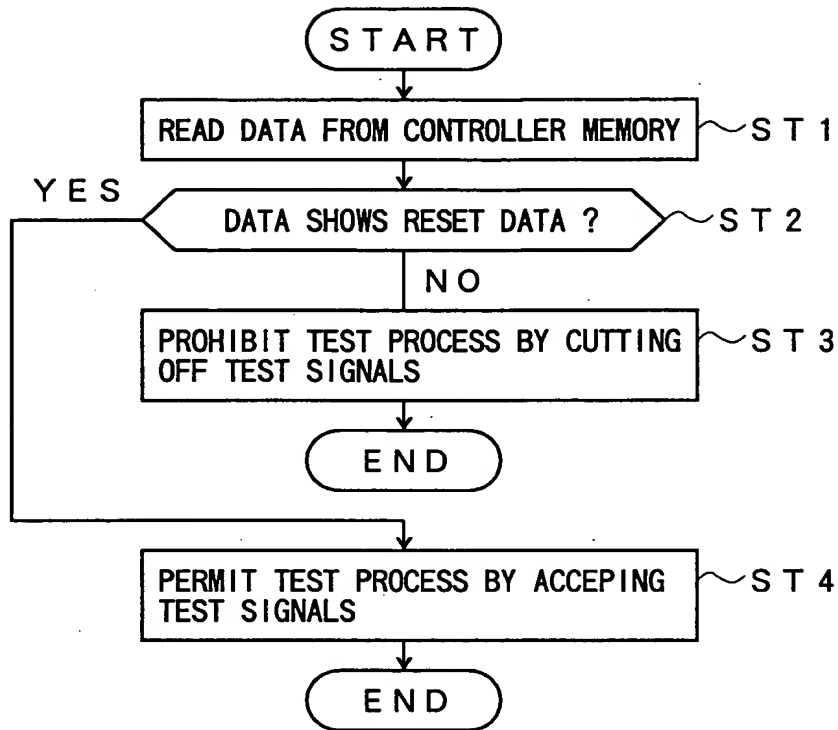 START
READ DATA FROM CONTROLLER MEMORY
ST1
YES
DATA SHOWS RESET DATA ?
ST2
NO
PROHIBIT TEST PROCESS BY CUTTING
OFF TEST SIGNALS
ST3
END
PERMIT TEST PROCESS BY ACCEPING
TEST SIGNALS
ST4
END